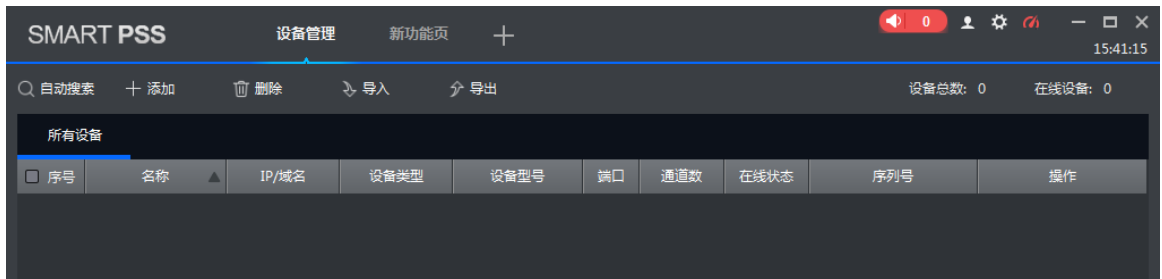 SMART PSS 设备管理 新功能页 0
15:41:15
自动搜索 添加 删除 导入 导出 设备总数: 0 在线设备: 0
所有设备
序号 名称 IP/域名 设备类型 设备型号 端口 通道数 在线状态 序列号 操作